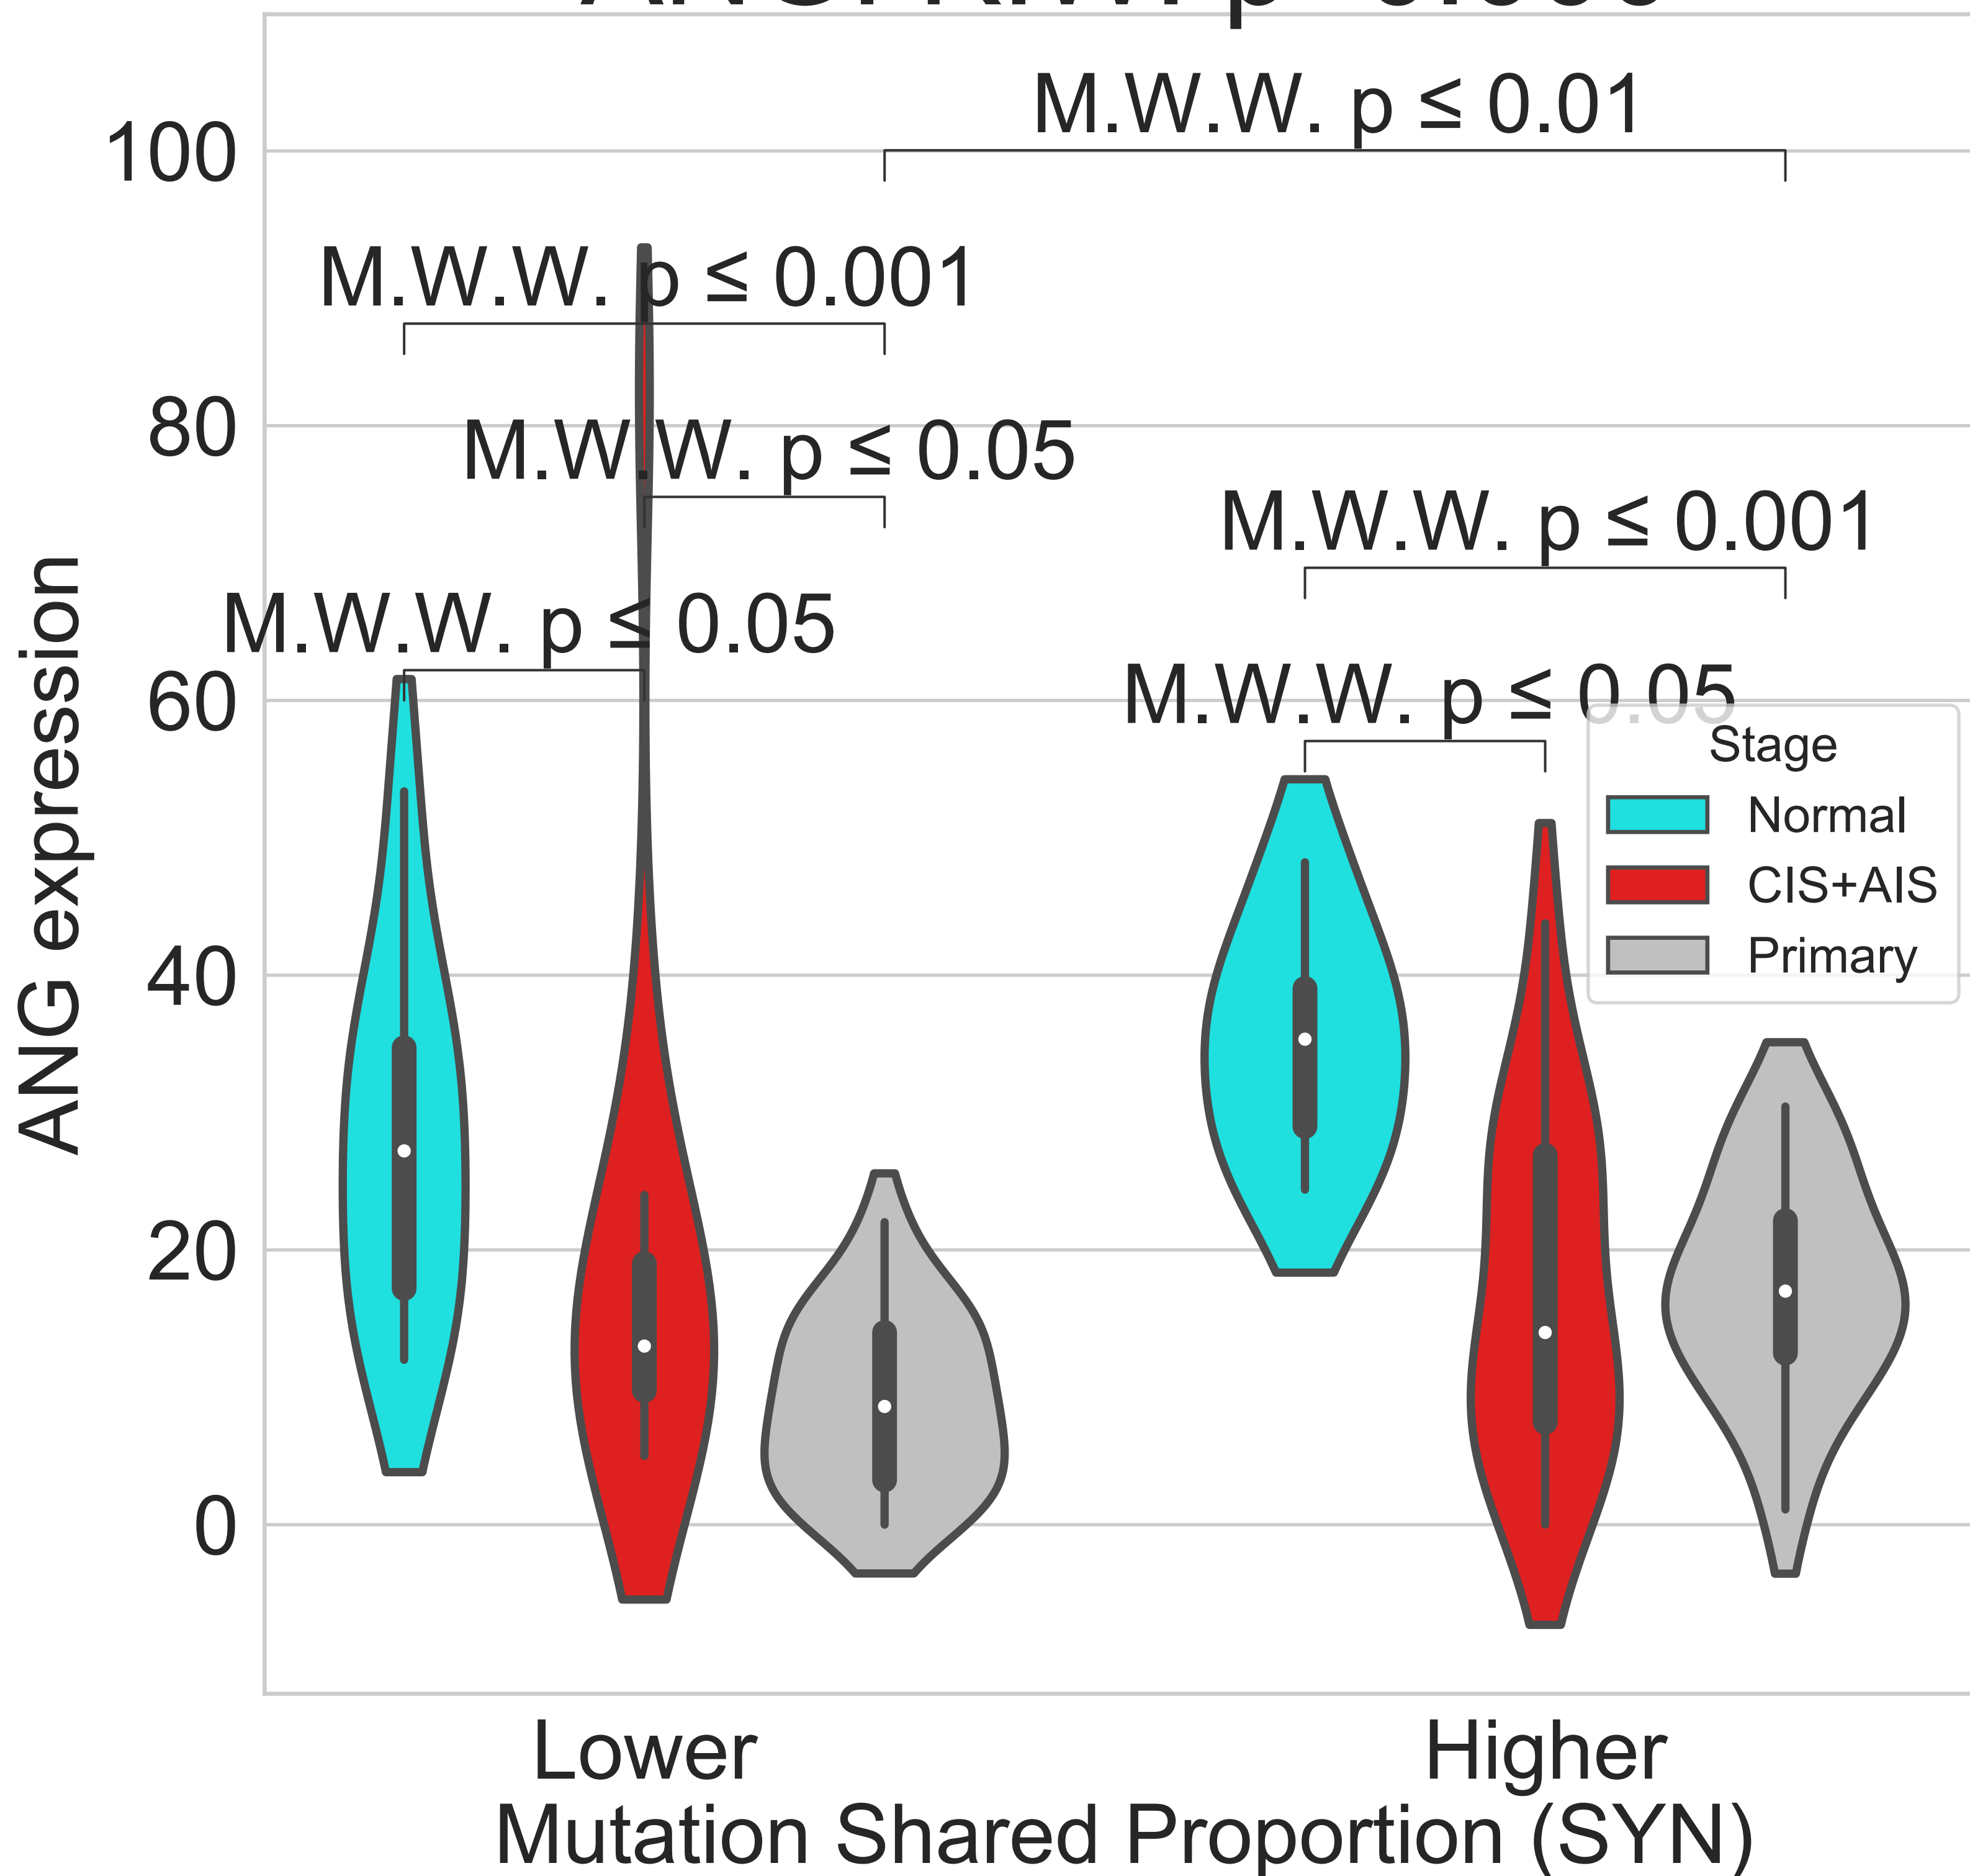 M.W.W. p ≤ 0.01
100
M.W.W. p ≤ 0.001
80
M.W.W. p ≤ 0.05
M.W.W. p ≤ 0.001
M.W.W. p ≤ 0.05
60
M.W.W. p ≤ 0.05
Stage
Normal
CIS+AIS
Primary
ANG expression
40
20
0
Lower
Higher
Mutation Shared Proportion (SYN)